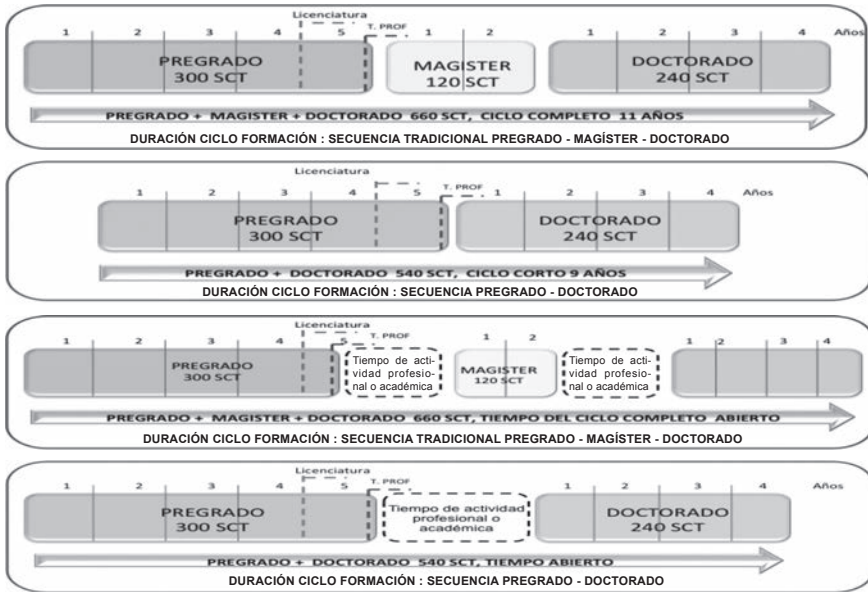 Licenciatura
T. PROF
1 2 3 4 5 1 2 1 2 3 4 Años
PREGRADO
300 SCT
MAGISTER
120 SCT
DOCTORADO
240 SCT
PREGRADO + MAGISTER + DOCTORADO 660 SCT, CICLO COMPLETO 11 AÑOS
DURACIÓN CICLO FORMACIÓN : SECUENCIA TRADICIONAL PREGRADO - MAGÍSTER - DOCTORADO
Licenciatura
T. PROF
1 2 3 4 5 1 2 3 4 Años
PREGRADO
300 SCT
DOCTORADO
240 SCT
PREGRADO + DOCTORADO 540 SCT, CICLO CORTO 9 AÑOS
DURACIÓN CICLO FORMACIÓN : SECUENCIA PREGRADO - DOCTORADO
Licenciatura
T. PROF
1 2 3 4 5 1 2 1 2 3 4
PREGRADO
300 SCT
Tiempo de acti-
vidad profesio-
nal o académica
MAGISTER
120 SCT
Tiempo de acti-
vidad profesio-
nal o académica
PREGRADO + MAGISTER + DOCTORADO 660 SCT, TIEMPO DEL CICLO COMPLETO ABIERTO
DURACIÓN CICLO FORMACIÓN : SECUENCIA TRADICIONAL PREGRADO - MAGÍSTER - DOCTORADO
Licenciatura
T. PROF
1 2 3 4 5 1 2 3 4 Años
PREGRADO
300 SCT
Tiempo de actividad
profesional o
académica
DOCTORADO
240 SCT
PREGRADO + DOCTORADO 540 SCT, TIEMPO ABIERTO
DURACIÓN CICLO FORMACIÓN : SECUENCIA PREGRADO - DOCTORADO